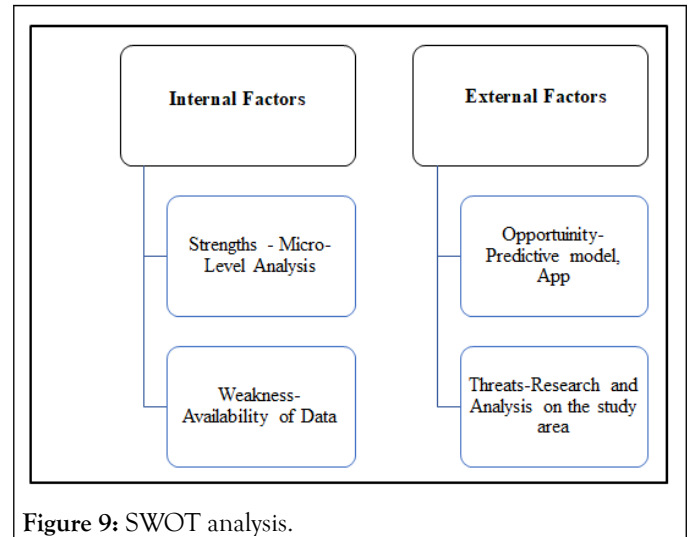 Internal Factors
Strengths - Micro-
Level Analysis
Weakness-
Availability of Data
External Factors
Opportuinity-
Predictive model,
App
Threats-Research and
Analysis on the study
area
Figure 9: SWOT analysis.